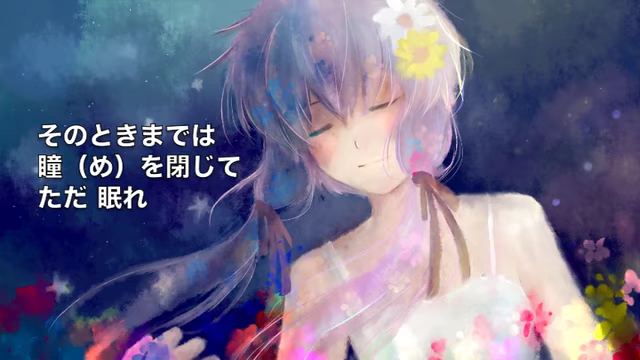 そのときまでは
瞳（め）を閉じて
ただ 眠れ